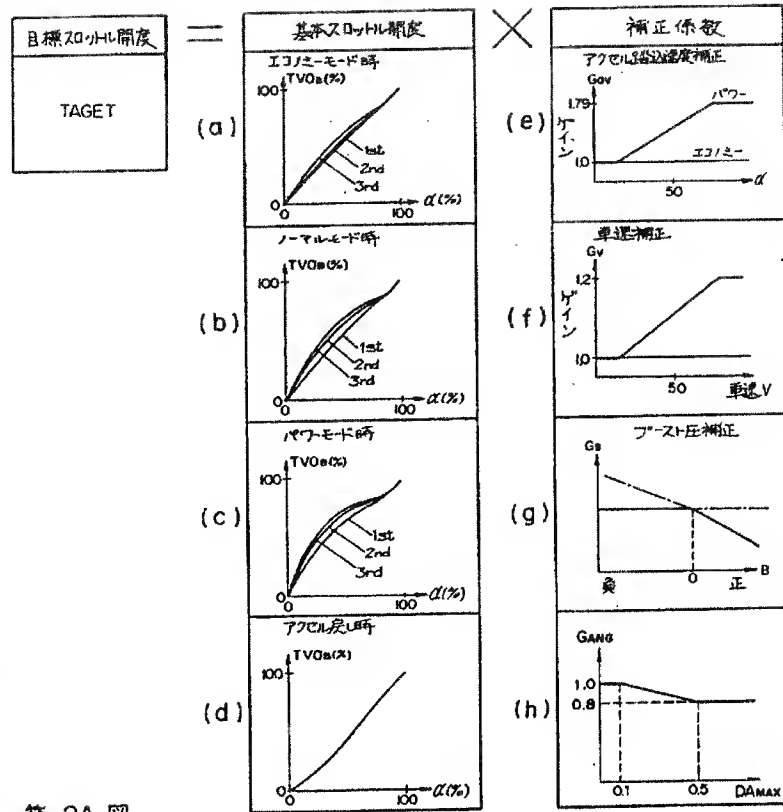 目標スロットル開度
TAGET
=
基本スロットル開度
×
補正係数
(a)
エコノミーモード時
TVOB(%)
100
1st
2nd
3rd
0
100
α(%)
(b)
ノーマルモード時
TVOB(%)
100
1st
2nd
3rd
0
100
α(%)
(c)
パワーモード時
TVOB(%)
100
1st
2nd
3rd
0
100
α(%)
(d)
アクセル戻し時
TVOB(%)
100
0
100
α(%)
(e)
アクセル踏込速度補正
Gav
1.79
パワー
ゲイン
エコノミー
1.0
50
ά
(f)
車速補正
Gv
1.2
ゲイン
1.0
50
車速V
(g)
ブースト圧補正
GB
負
0
正
B
(h)
GANG
1.0
0.8
0.1
0.5
DAMAX
第 9A 図